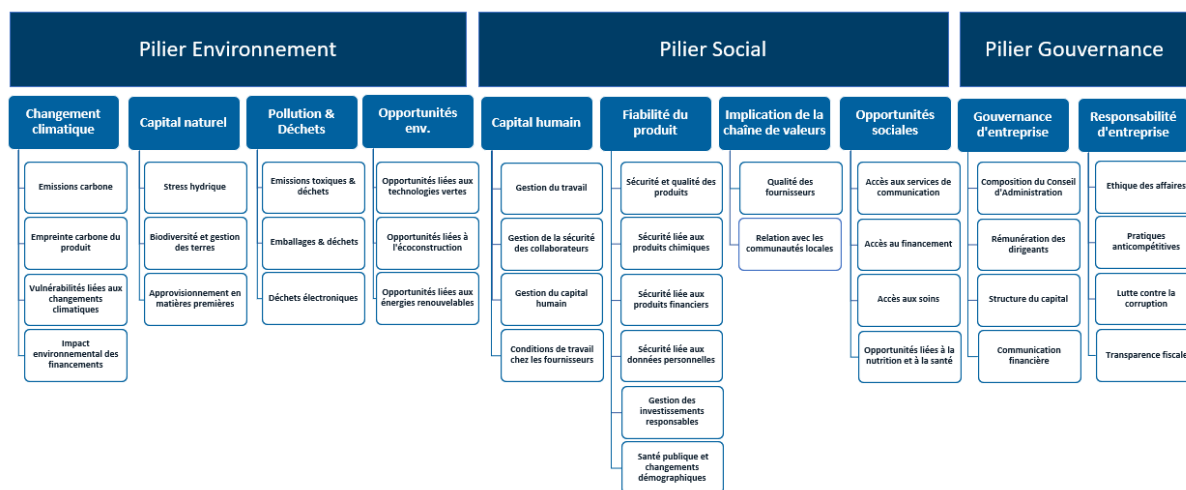 Pilier Environnement
Pilier Social
Pilier Gouvernance
Changement
climatique
Emissions carbone
Empreinte carbone du
produit
Vulnérabilités liées aux
changements
climatiques
Impact
environnemental des
financements
Capital naturel
Stress hydrique
Biodiversité et gestion
des terres
Approvisionnement en
matières premières
Pollution &
Déchets
Emissions toxiques &
déchets
Emballages & déchets
Déchets électroniques
Opportunités
env.
Opportunités liées aux
technologies vertes
Opportunités liées à
l'écoconstruction
Opportunités liées aux
énergies renouvelables
Capital humain
Gestion du travail
Gestion de la sécurité
des collaborateurs
Gestion du capital
humain
Conditions de travail
chez les fournisseurs
Fiabilité du
produit
Sécurité et qualité des
produits
Sécurité liée aux
produits chimiques
Sécurité liée aux
produits financiers
Sécurité liée aux
données personnelles
Gestion des
investissements
responsables
Santé publique et
changements
démographiques
Implication de la
chaîne de valeurs
Qualité des
fournisseurs
Relation avec les
communautés locales
Opportunités
sociales
Accès aux services de
communication
Accès au financement
Accès aux soins
Opportunités liées à la
nutrition et à la santé
Gouvernance
d'entreprise
Composition du Conseil
d'Administration
Rémunération des
dirigeants
Structure du capital
Communication
financière
Responsabilité
d'entreprise
Ethique des affaires
Pratiques
anticompétitives
Lutte contre la
corruption
Transparence fiscale